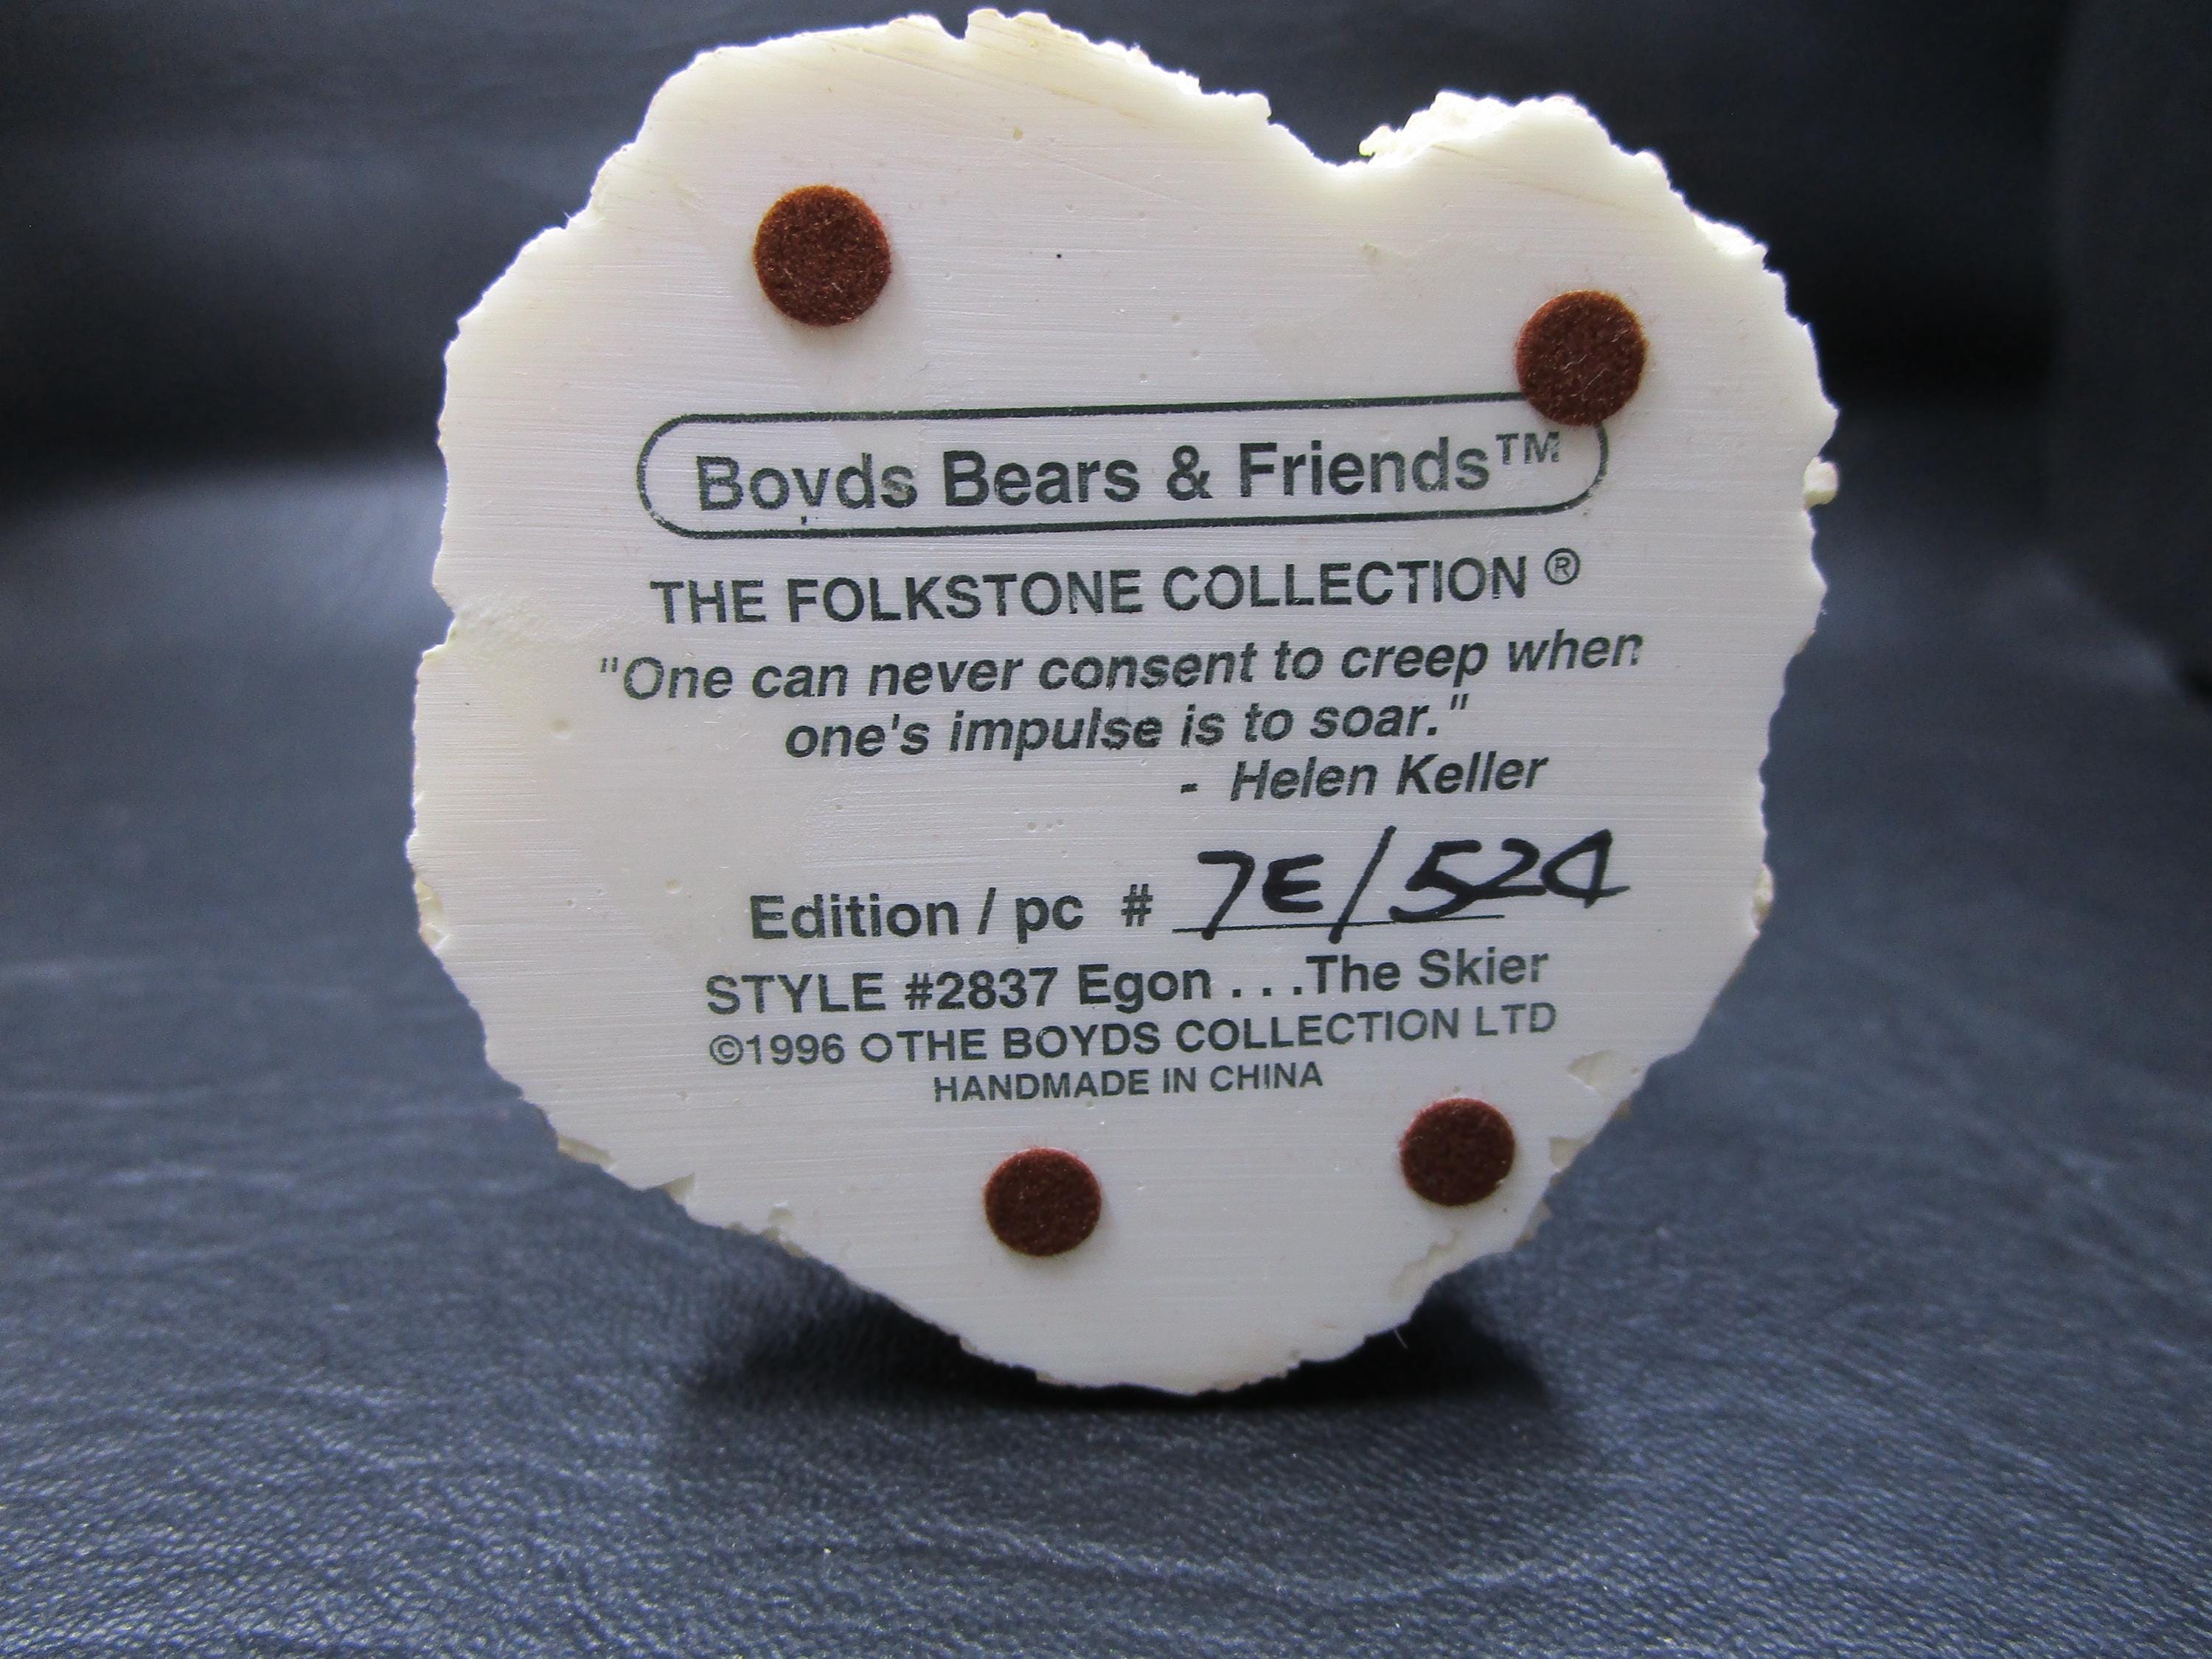 Boyds Bears & Friends™
THE FOLKSTONE COLLECTION ®
"One can never consent to creep when
one's impulse is to soar."
- Helen Keller
Edition / pc # 7E/524
STYLE #2837 Egon . . .The Skier
©1996 OTHE BOYDS COLLECTION LTD
HANDMADE IN CHINA